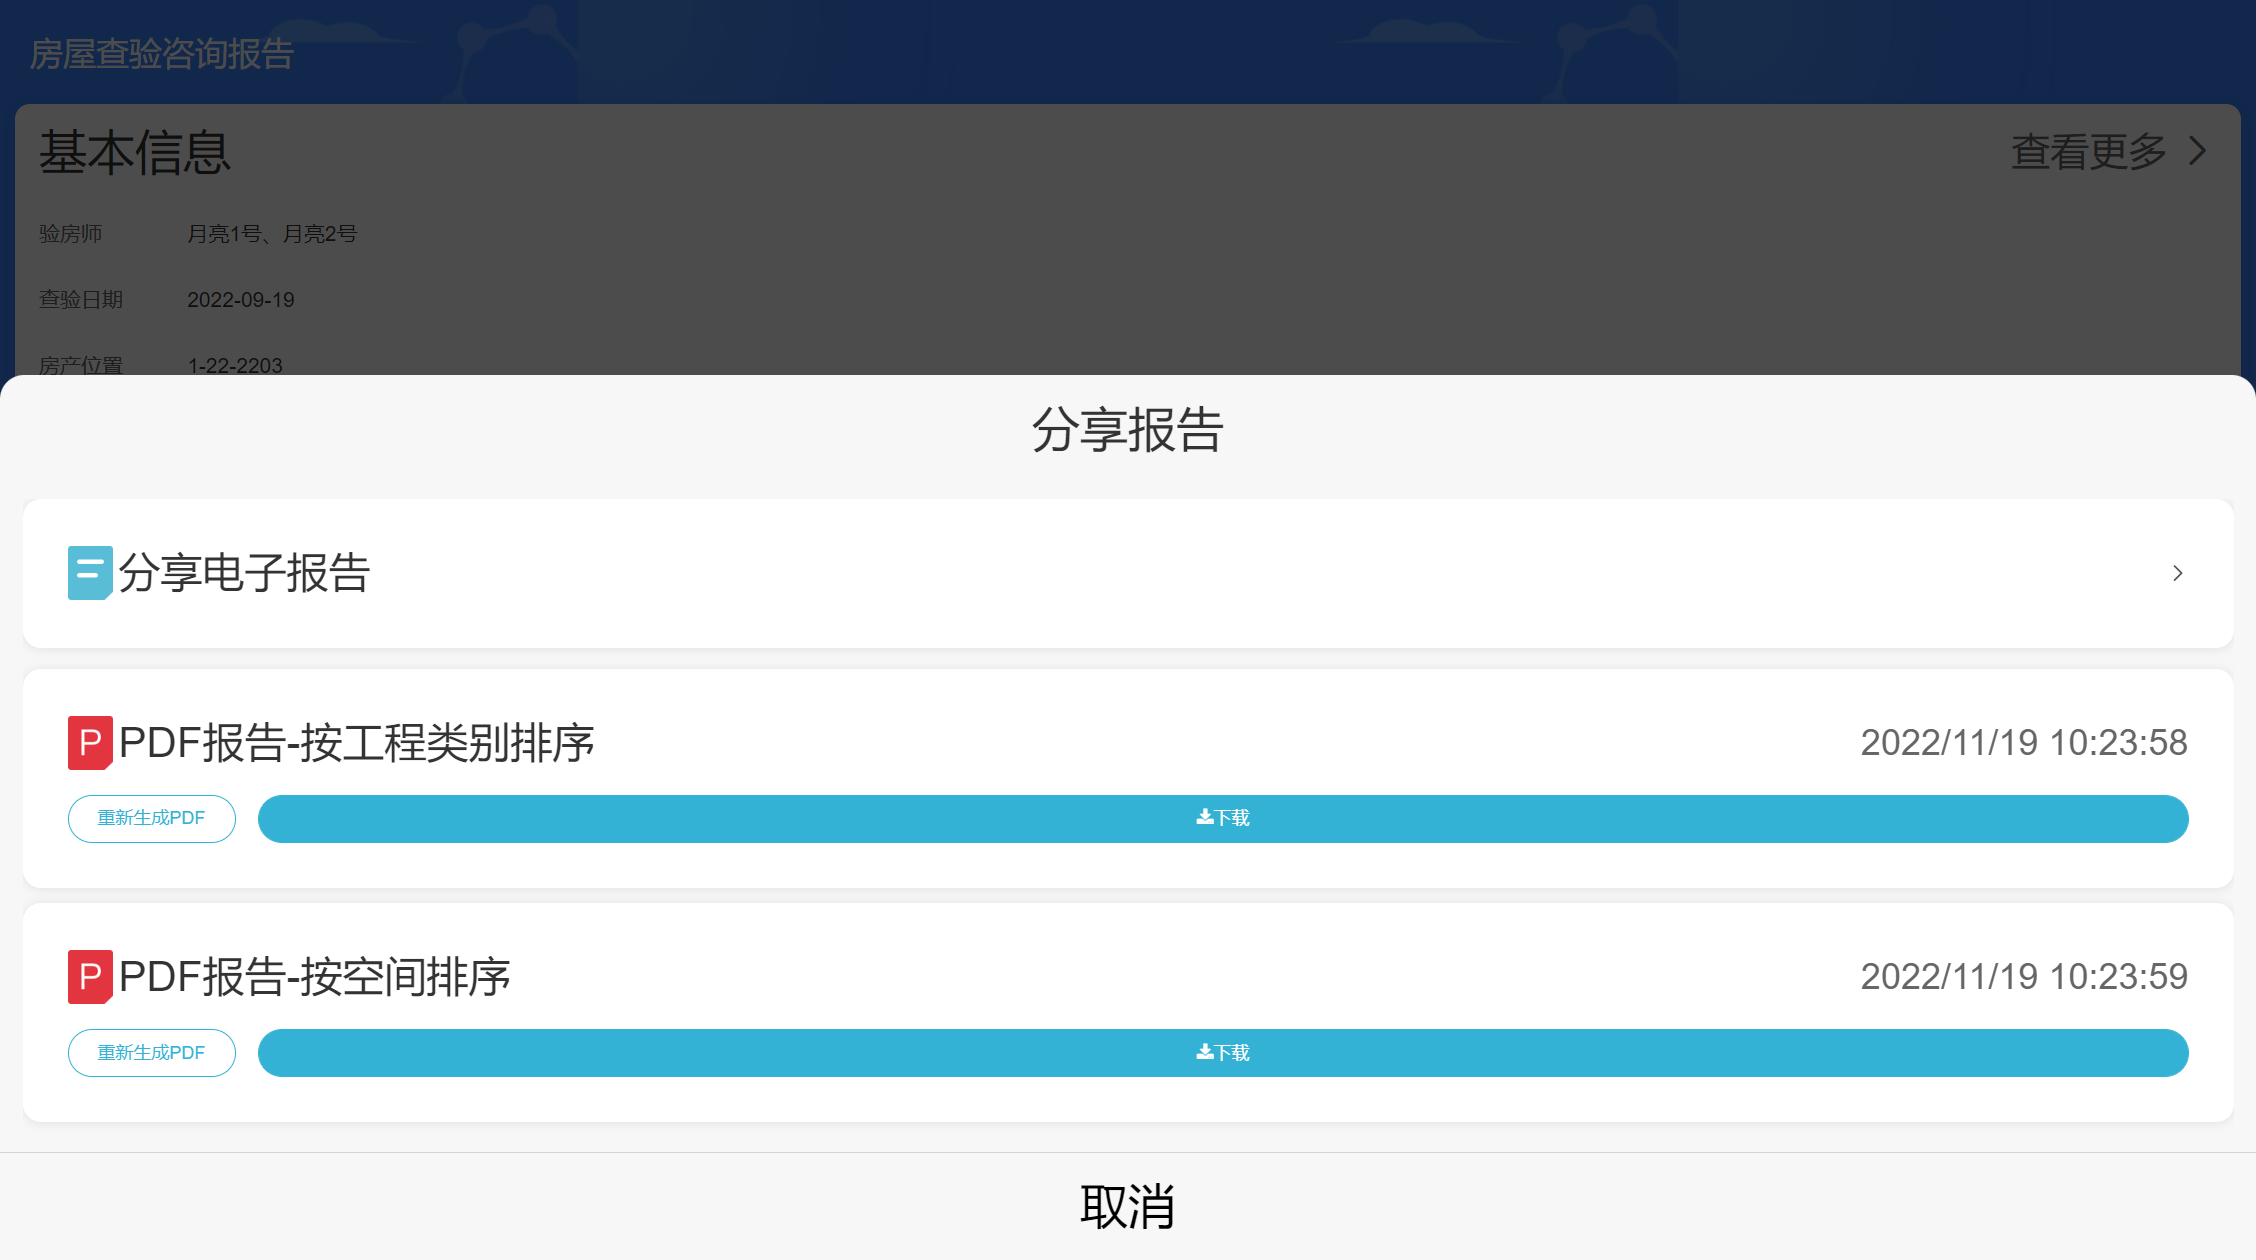 房屋查验咨询报告
基本信息
查看更多
验房师 月亮1号、月亮2号
查验日期 2022-09-19
房产位置 1-22-2203
分享报告
分享电子报告
P PDF报告-按工程类别排序 2022/11/19 10:23:58
重新生成PDF 下载
P PDF报告-按空间排序 2022/11/19 10:23:59
重新生成PDF 下载
取消